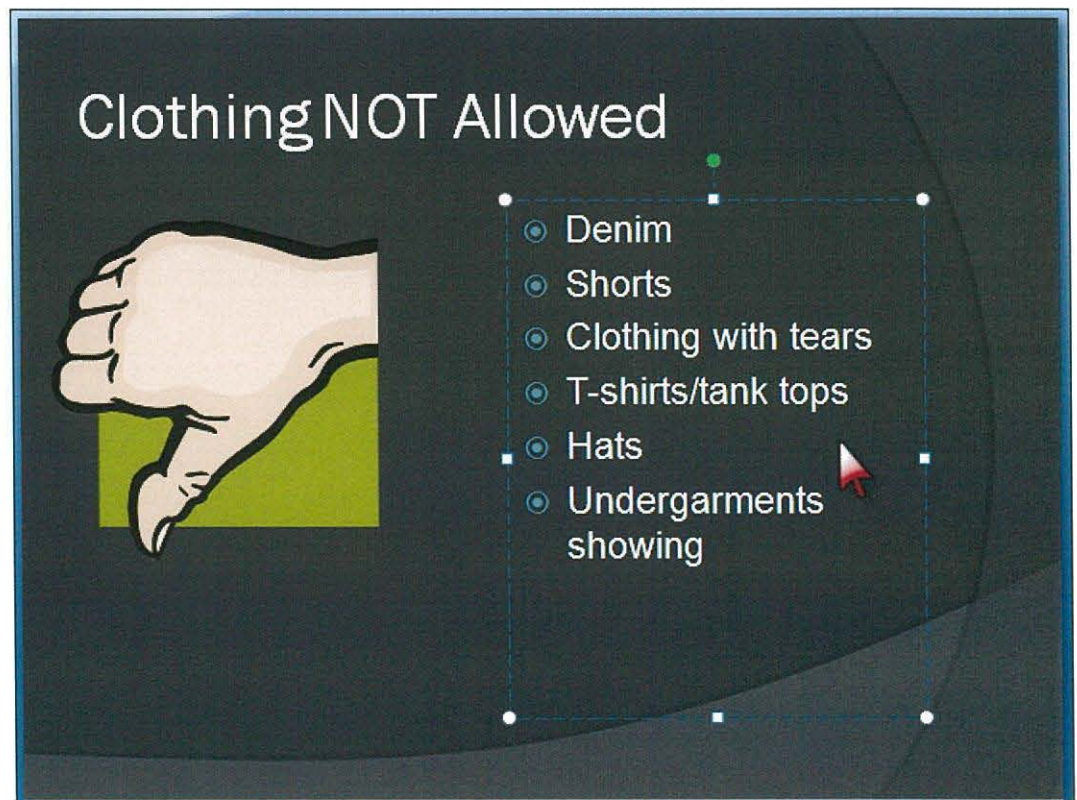 Clothing NOT Allowed
Denim
Shorts
Clothing with tears
T-shirts/tank tops
Hats
Undergarments
showing